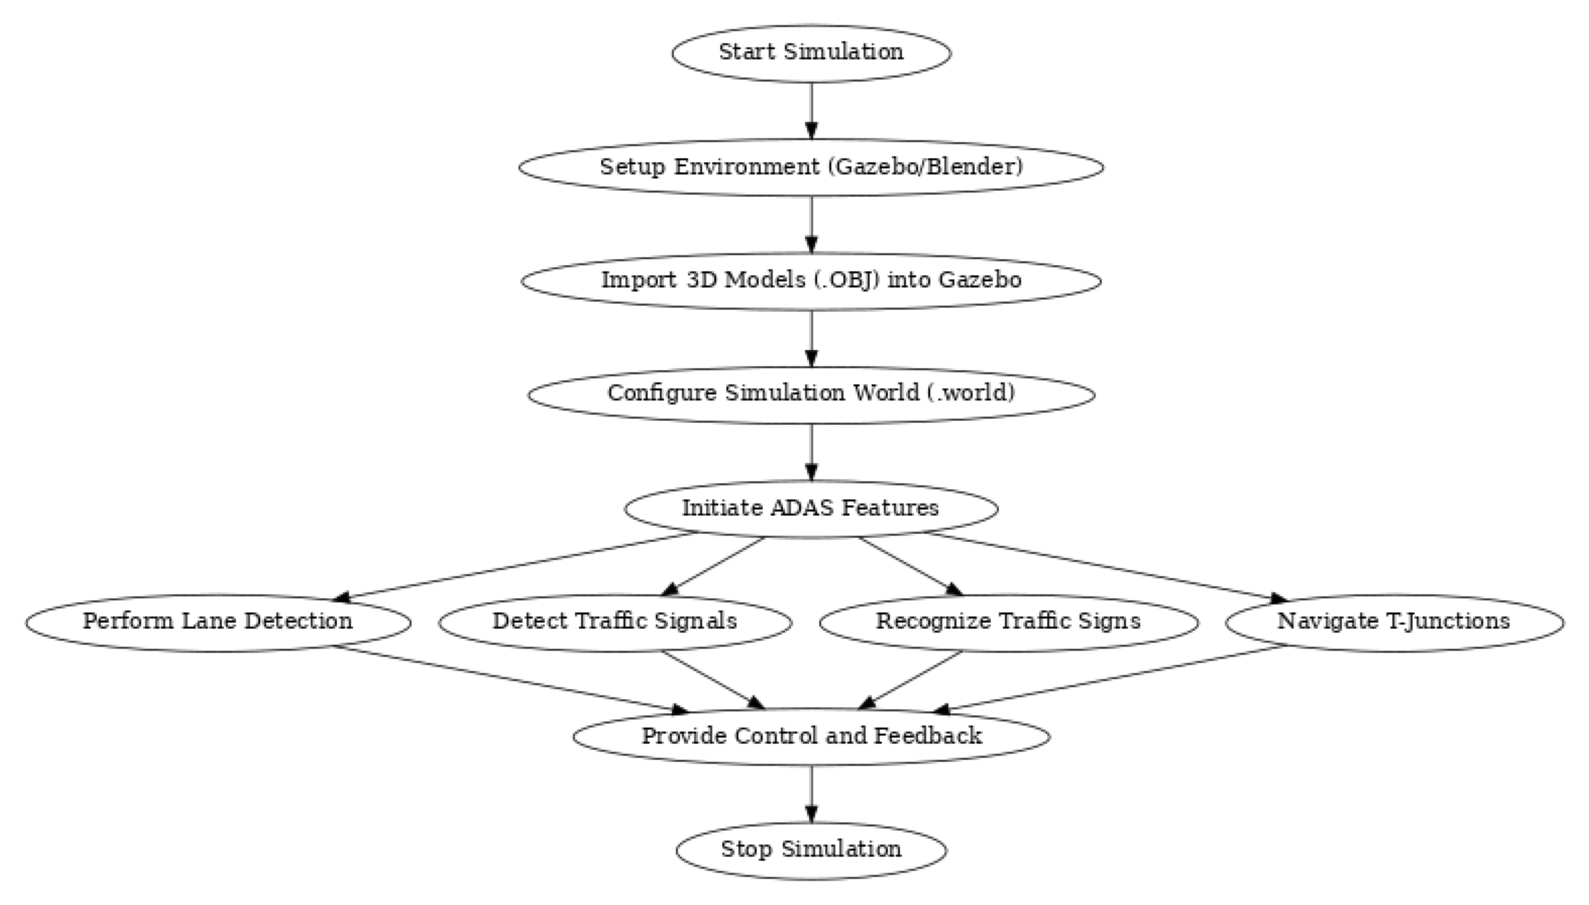 Start Simulation
Setup Environment (Gazebo/Blender)
Import 3D Models (.OBJ) into Gazebo
Configure Simulation World (.world)
Initiate ADAS Features
Perform Lane Detection
Detect Traffic Signals
Recognize Traffic Signs
Navigate T-Junctions
Provide Control and Feedback
Stop Simulation